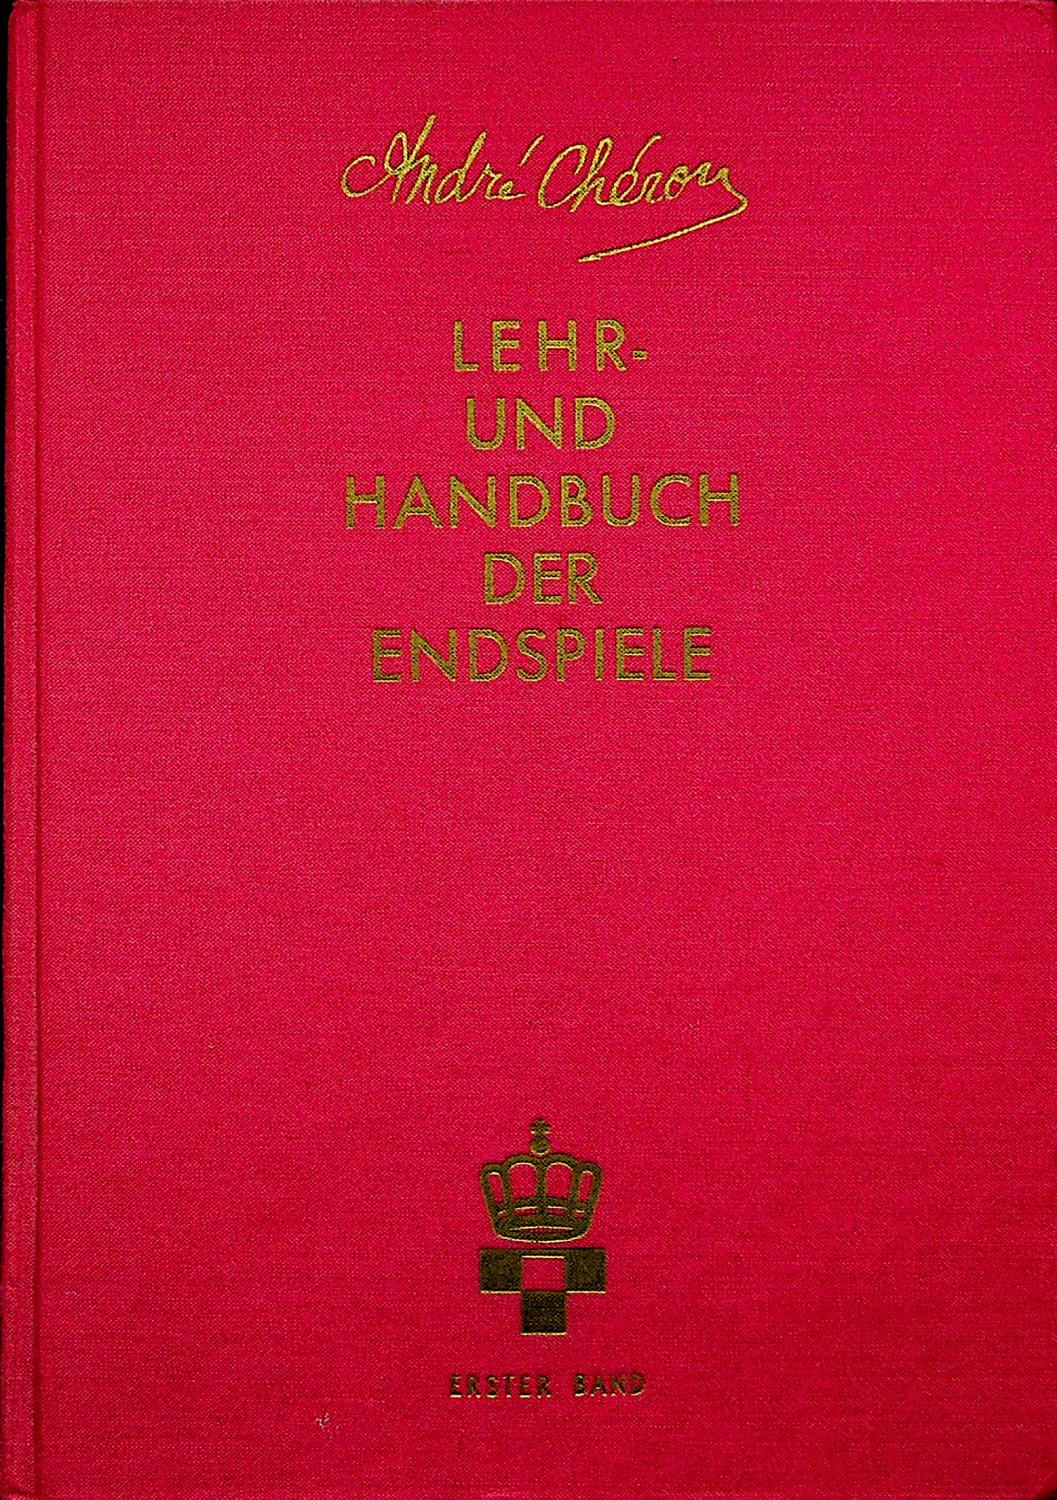 André Chéron
LEHR-
UND
HANDBUCH
DER
ENDSPIELE
ERSTER BAND